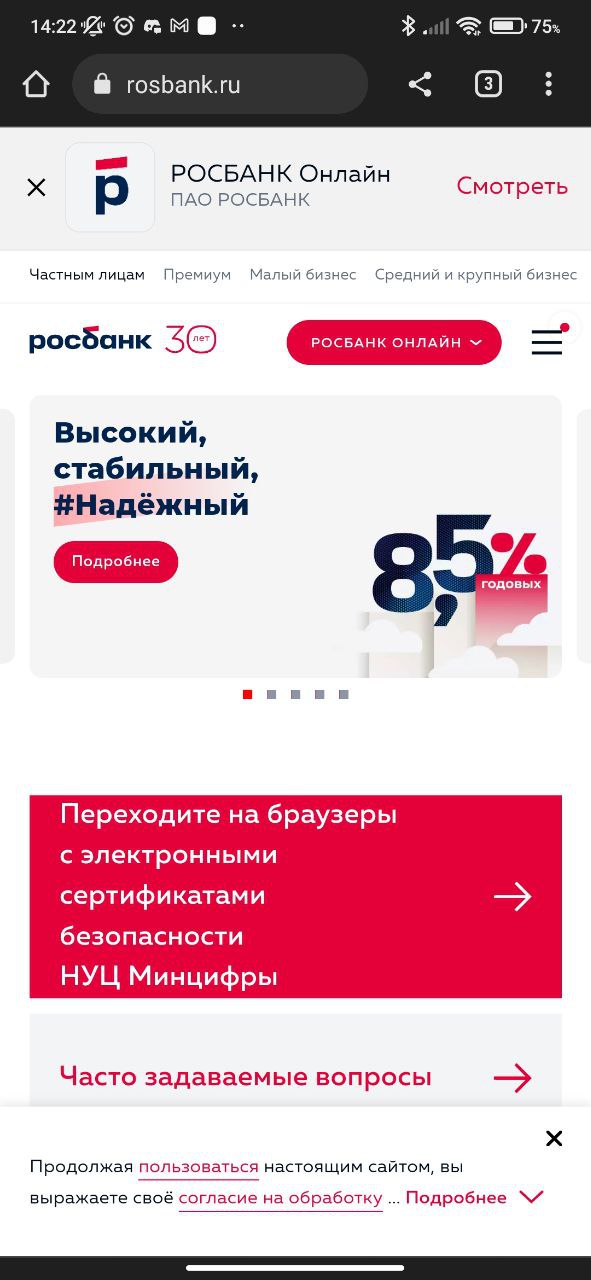 14:22
75%
rosbank.ru
3
РОСБАНК Онлайн
ПАО РОСБАНК
Смотреть
Частным лицам Премиум Малый бизнес Средний и крупный бизнес
росбанк 30 лет
РОСБАНК ОНЛАЙН
Высокий,
стабильный,
#Надёжный
Подробнее
8,5%
годовых
Переходите на браузеры
с электронными
сертификатами
безопасности
НУЦ Минцифры
Часто задаваемые вопросы
Продолжая пользоваться настоящим сайтом, вы
выражаете своё согласие на обработку ... Подробнее